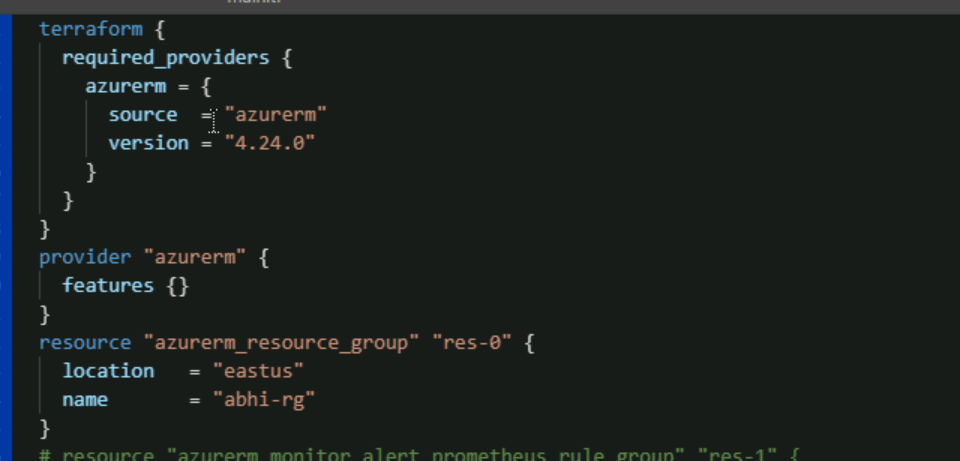 terraform {
  required_providers {
    azurerm = {
      source  = "azurerm"
      version = "4.24.0"
    }
  }
}
provider "azurerm" {
  features {}
}
resource "azurerm_resource_group" "res-0" {
  location   = "eastus"
  name       = "abhi-rg"
}
# resource "azurerm_monitor_alert_prometheus_rule_group" "res-1" {